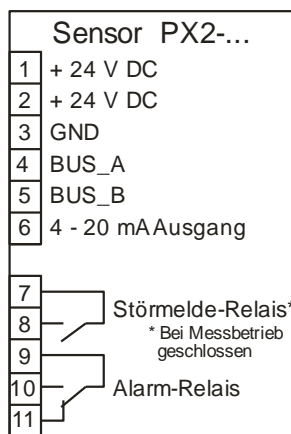 Sensor PX2-...
1 + 24 V DC
2 + 24 V DC
3 GND
4 BUS_A
5 BUS_B
6 4 - 20 mA Ausgang
7
8 Störmelde-Relais*
* Bei Messbetrieb
geschlossen
9
10 Alarm-Relais
11